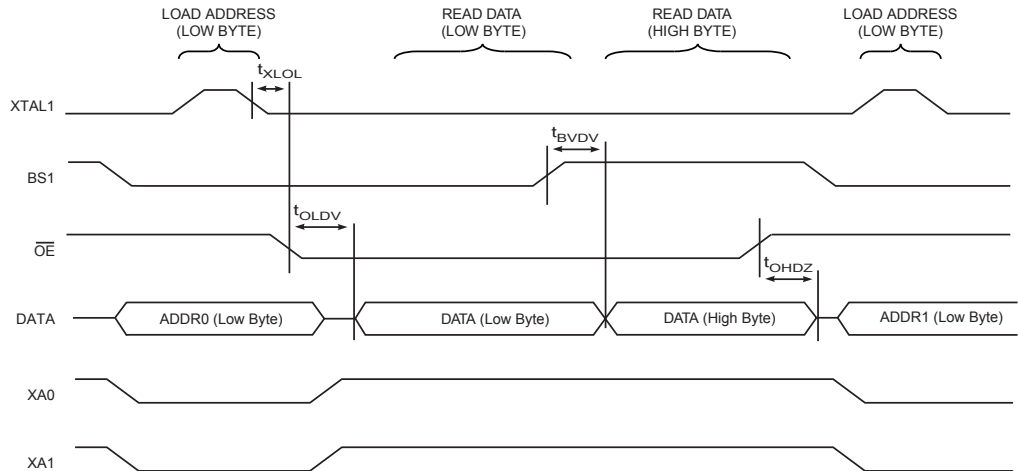 LOAD ADDRESS
(LOW BYTE)
READ DATA
(LOW BYTE)
READ DATA
(HIGH BYTE)
LOAD ADDRESS
(LOW BYTE)
tXLOL
XTAL1
tBVDV
BS1
tOLDV
OE
tOHDZ
DATA
ADDR0 (Low Byte)
DATA (Low Byte)
DATA (High Byte)
ADDR1 (Low Byte)
XA0
XA1